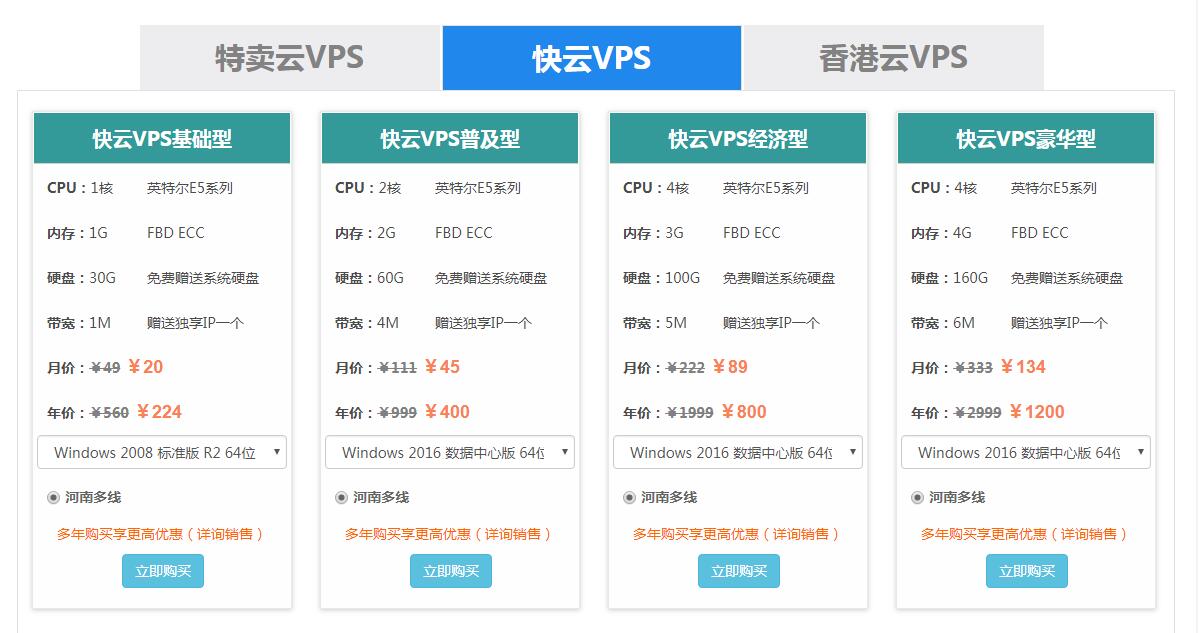 特卖云VPS
快云VPS
香港云VPS
快云VPS基础型
CPU：1核 英特尔E5系列
内存：1G FBD ECC
硬盘：30G 免费赠送系统硬盘
带宽：1M 赠送独享IP一个
月价：￥49 ￥20
年价：￥560 ￥224
Windows 2008 标准版 R2 64位
河南多线
多年购买享更高优惠（详询销售）
立即购买
快云VPS普及型
CPU：2核 英特尔E5系列
内存：2G FBD ECC
硬盘：60G 免费赠送系统硬盘
带宽：4M 赠送独享IP一个
月价：￥111 ￥45
年价：￥999 ￥400
Windows 2016 数据中心版 64位
河南多线
多年购买享更高优惠（详询销售）
立即购买
快云VPS经济型
CPU：4核 英特尔E5系列
内存：3G FBD ECC
硬盘：100G 免费赠送系统硬盘
带宽：5M 赠送独享IP一个
月价：￥222 ￥89
年价：￥1999 ￥800
Windows 2016 数据中心版 64位
河南多线
多年购买享更高优惠（详询销售）
立即购买
快云VPS豪华型
CPU：4核 英特尔E5系列
内存：4G FBD ECC
硬盘：160G 免费赠送系统硬盘
带宽：6M 赠送独享IP一个
月价：￥333 ￥134
年价：￥2999 ￥1200
Windows 2016 数据中心版 64位
河南多线
多年购买享更高优惠（详询销售）
立即购买